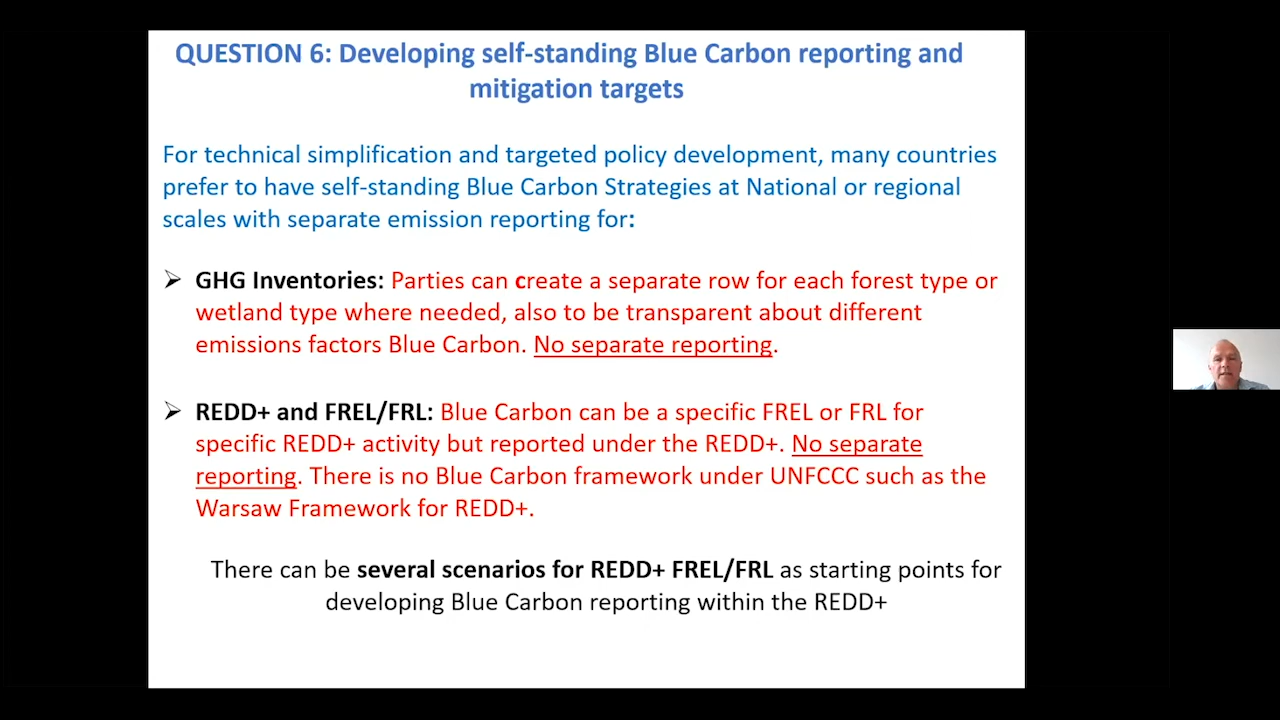 QUESTION 6: Developing self-standing Blue Carbon reporting and
mitigation targets
For technical simplification and targeted policy development, many countries
prefer to have self-standing Blue Carbon Strategies at National or regional
scales with separate emission reporting for:
➢ GHG Inventories: Parties can create a separate row for each forest type or
wetland type where needed, also to be transparent about different
emissions factors Blue Carbon. No separate reporting.
➢ REDD+ and FREL/FRL: Blue Carbon can be a specific FREL or FRL for
specific REDD+ activity but reported under the REDD+. No separate
reporting. There is no Blue Carbon framework under UNFCCC such as the
Warsaw Framework for REDD+.
There can be several scenarios for REDD+ FREL/FRL as starting points for
developing Blue Carbon reporting within the REDD+